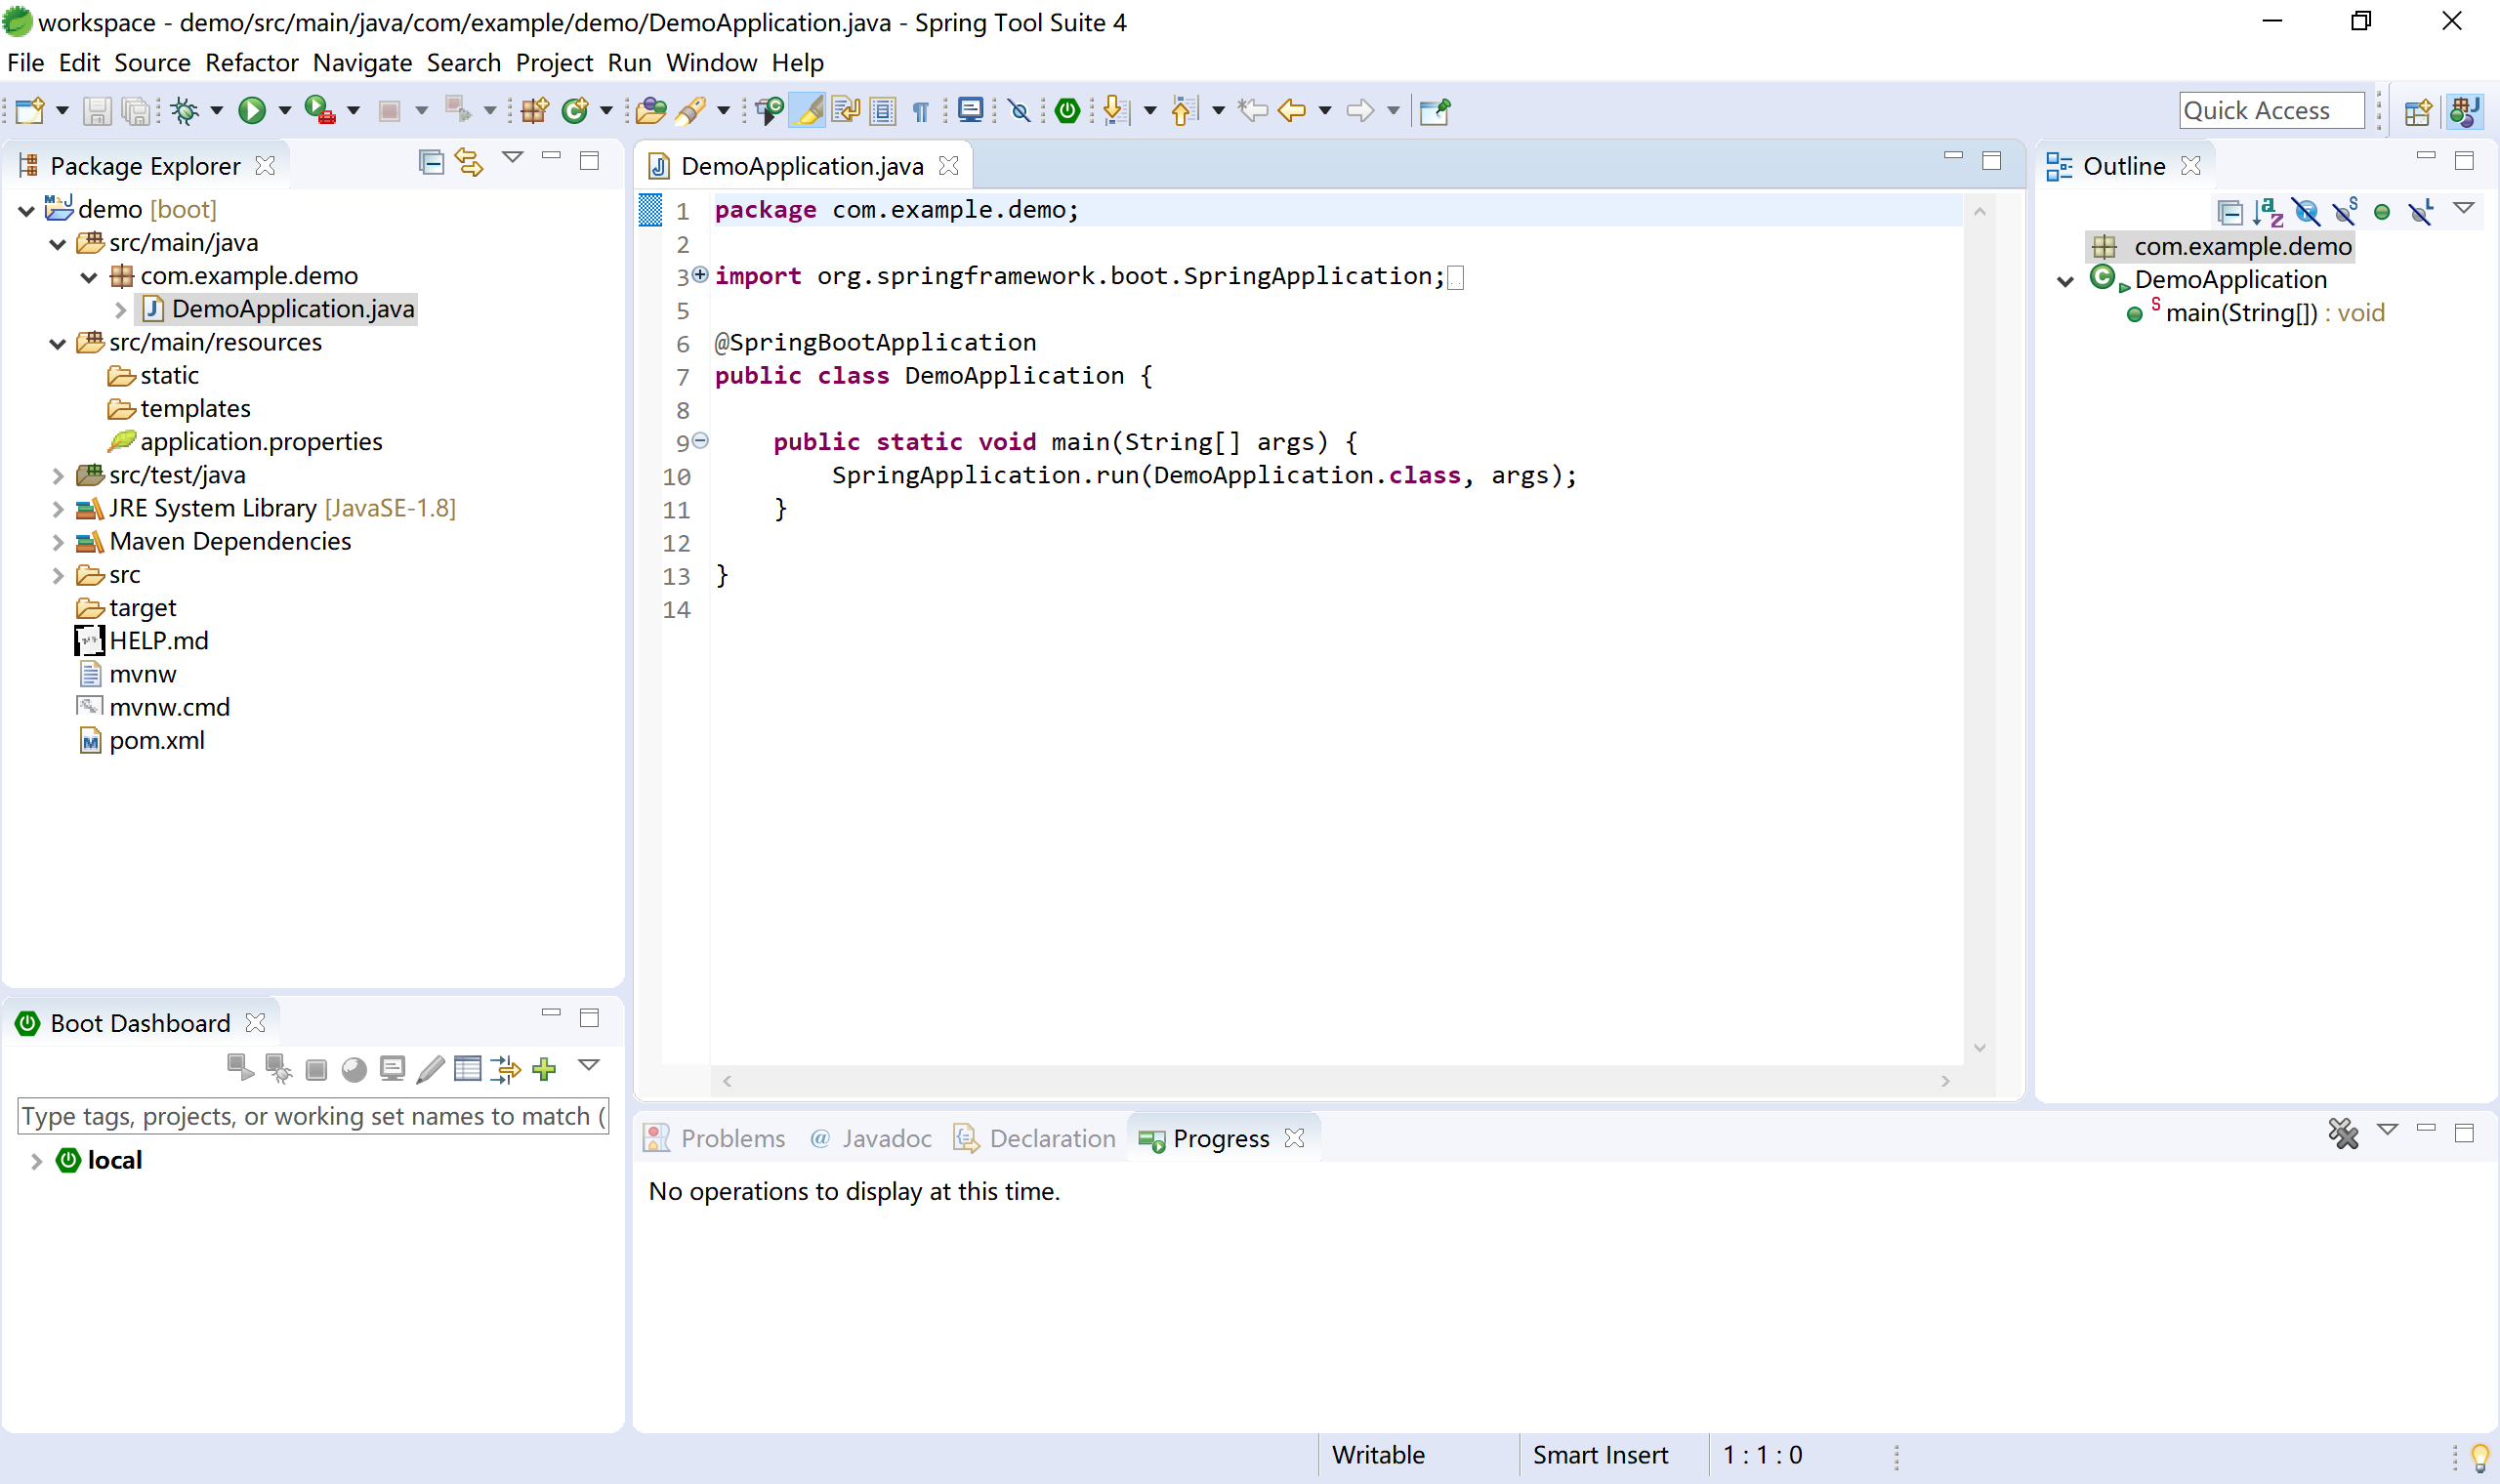 workspace - demo/src/main/java/com/example/demo/DemoApplication.java - Spring Tool Suite 4
File Edit Source Refactor Navigate Search Project Run Window Help
Quick Access
Package Explorer
demo [boot]
src/main/java
com.example.demo
DemoApplication.java
src/main/resources
static
templates
application.properties
src/test/java
JRE System Library [JavaSE-1.8]
Maven Dependencies
src
target
HELP.md
mvnw
mvnw.cmd
pom.xml
Boot Dashboard
Type tags, projects, or working set names to match (
local
DemoApplication.java
1 package com.example.demo;
2
3 import org.springframework.boot.SpringApplication;
5
6 @SpringBootApplication
7 public class DemoApplication {
8
9 public static void main(String[] args) {
10 SpringApplication.run(DemoApplication.class, args);
11 }
12
13 }
14
Outline
com.example.demo
DemoApplication
main(String[]) : void
Problems @ Javadoc Declaration Progress
No operations to display at this time.
Writable Smart Insert 1 : 1 : 0